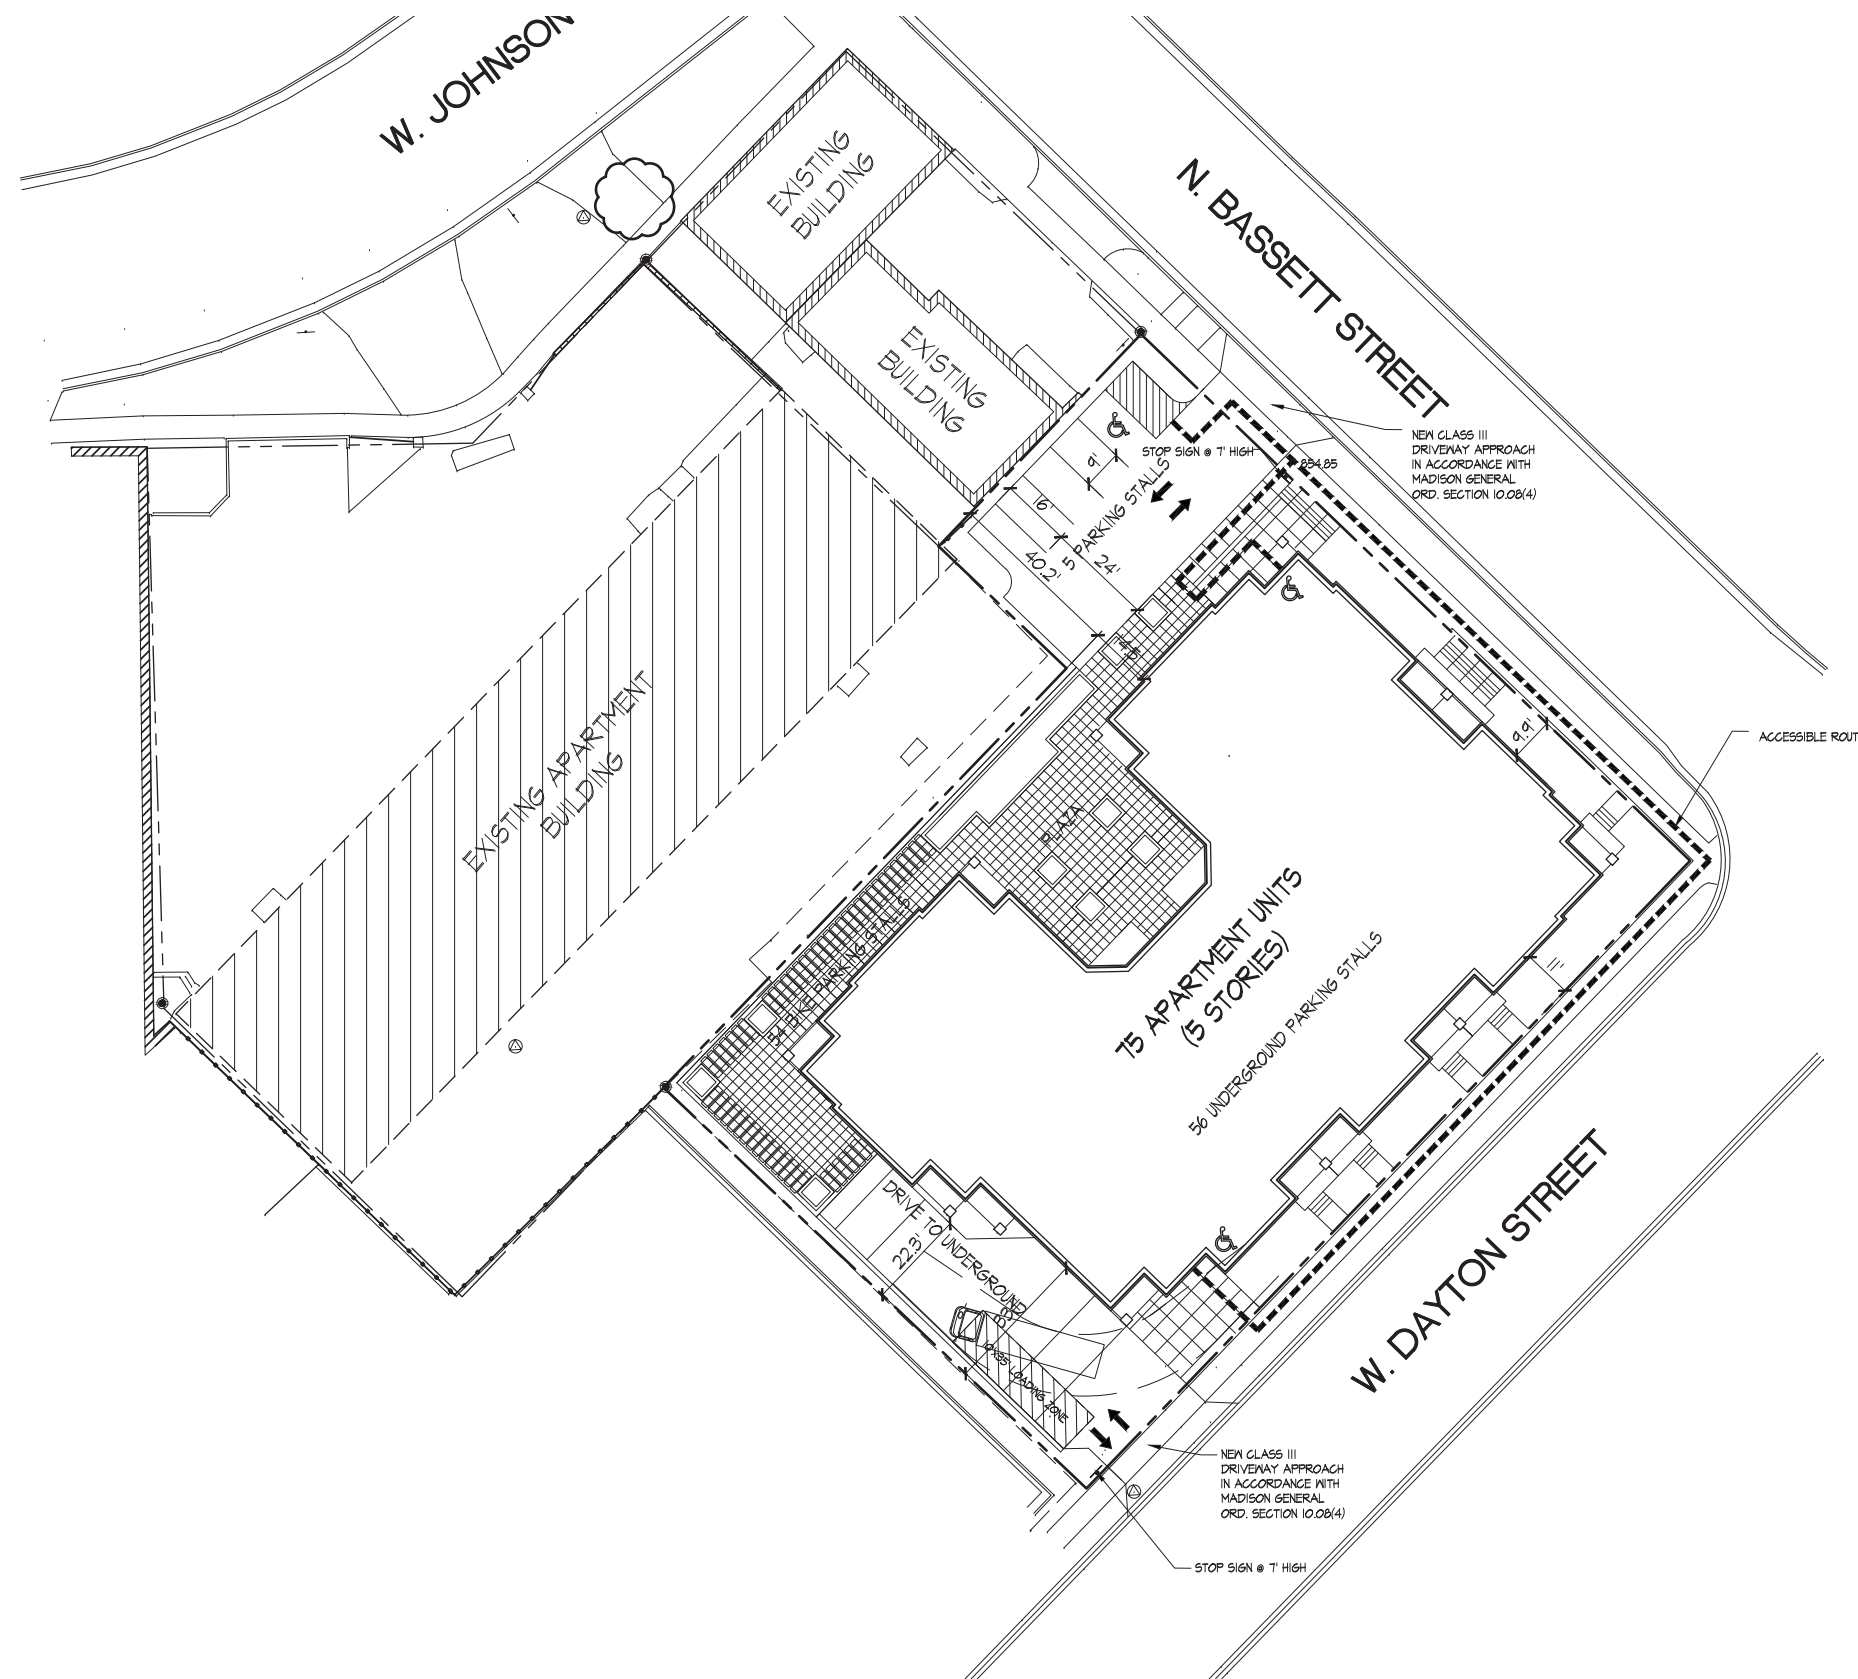 W. JOHNSON
N. BASSETT STREET
EXISTING
BUILDING
EXISTING
BUILDING
NEW CLASS III
DRIVEWAY APPROACH
IN ACCORDANCE WITH
MADISON GENERAL
ORD. SECTION 10.08(4)
STOP SIGN @ 7' HIGH
854.85
9'
16'
5 PARKING STALLS
40.2'
24'
EXISTING APARTMENT
BUILDING
9.9'
ACCESSIBLE ROUT
PLAZA
75 APARTMENT UNITS
(5 STORIES)
56 UNDERGROUND PARKING STALLS
54 BIKE PARKING STALLS
DRIVE TO UNDERGROUND
22.3'
10'x35' LOADING ZONE
W. DAYTON STREET
NEW CLASS III
DRIVEWAY APPROACH
IN ACCORDANCE WITH
MADISON GENERAL
ORD. SECTION 10.08(4)
STOP SIGN @ 7' HIGH